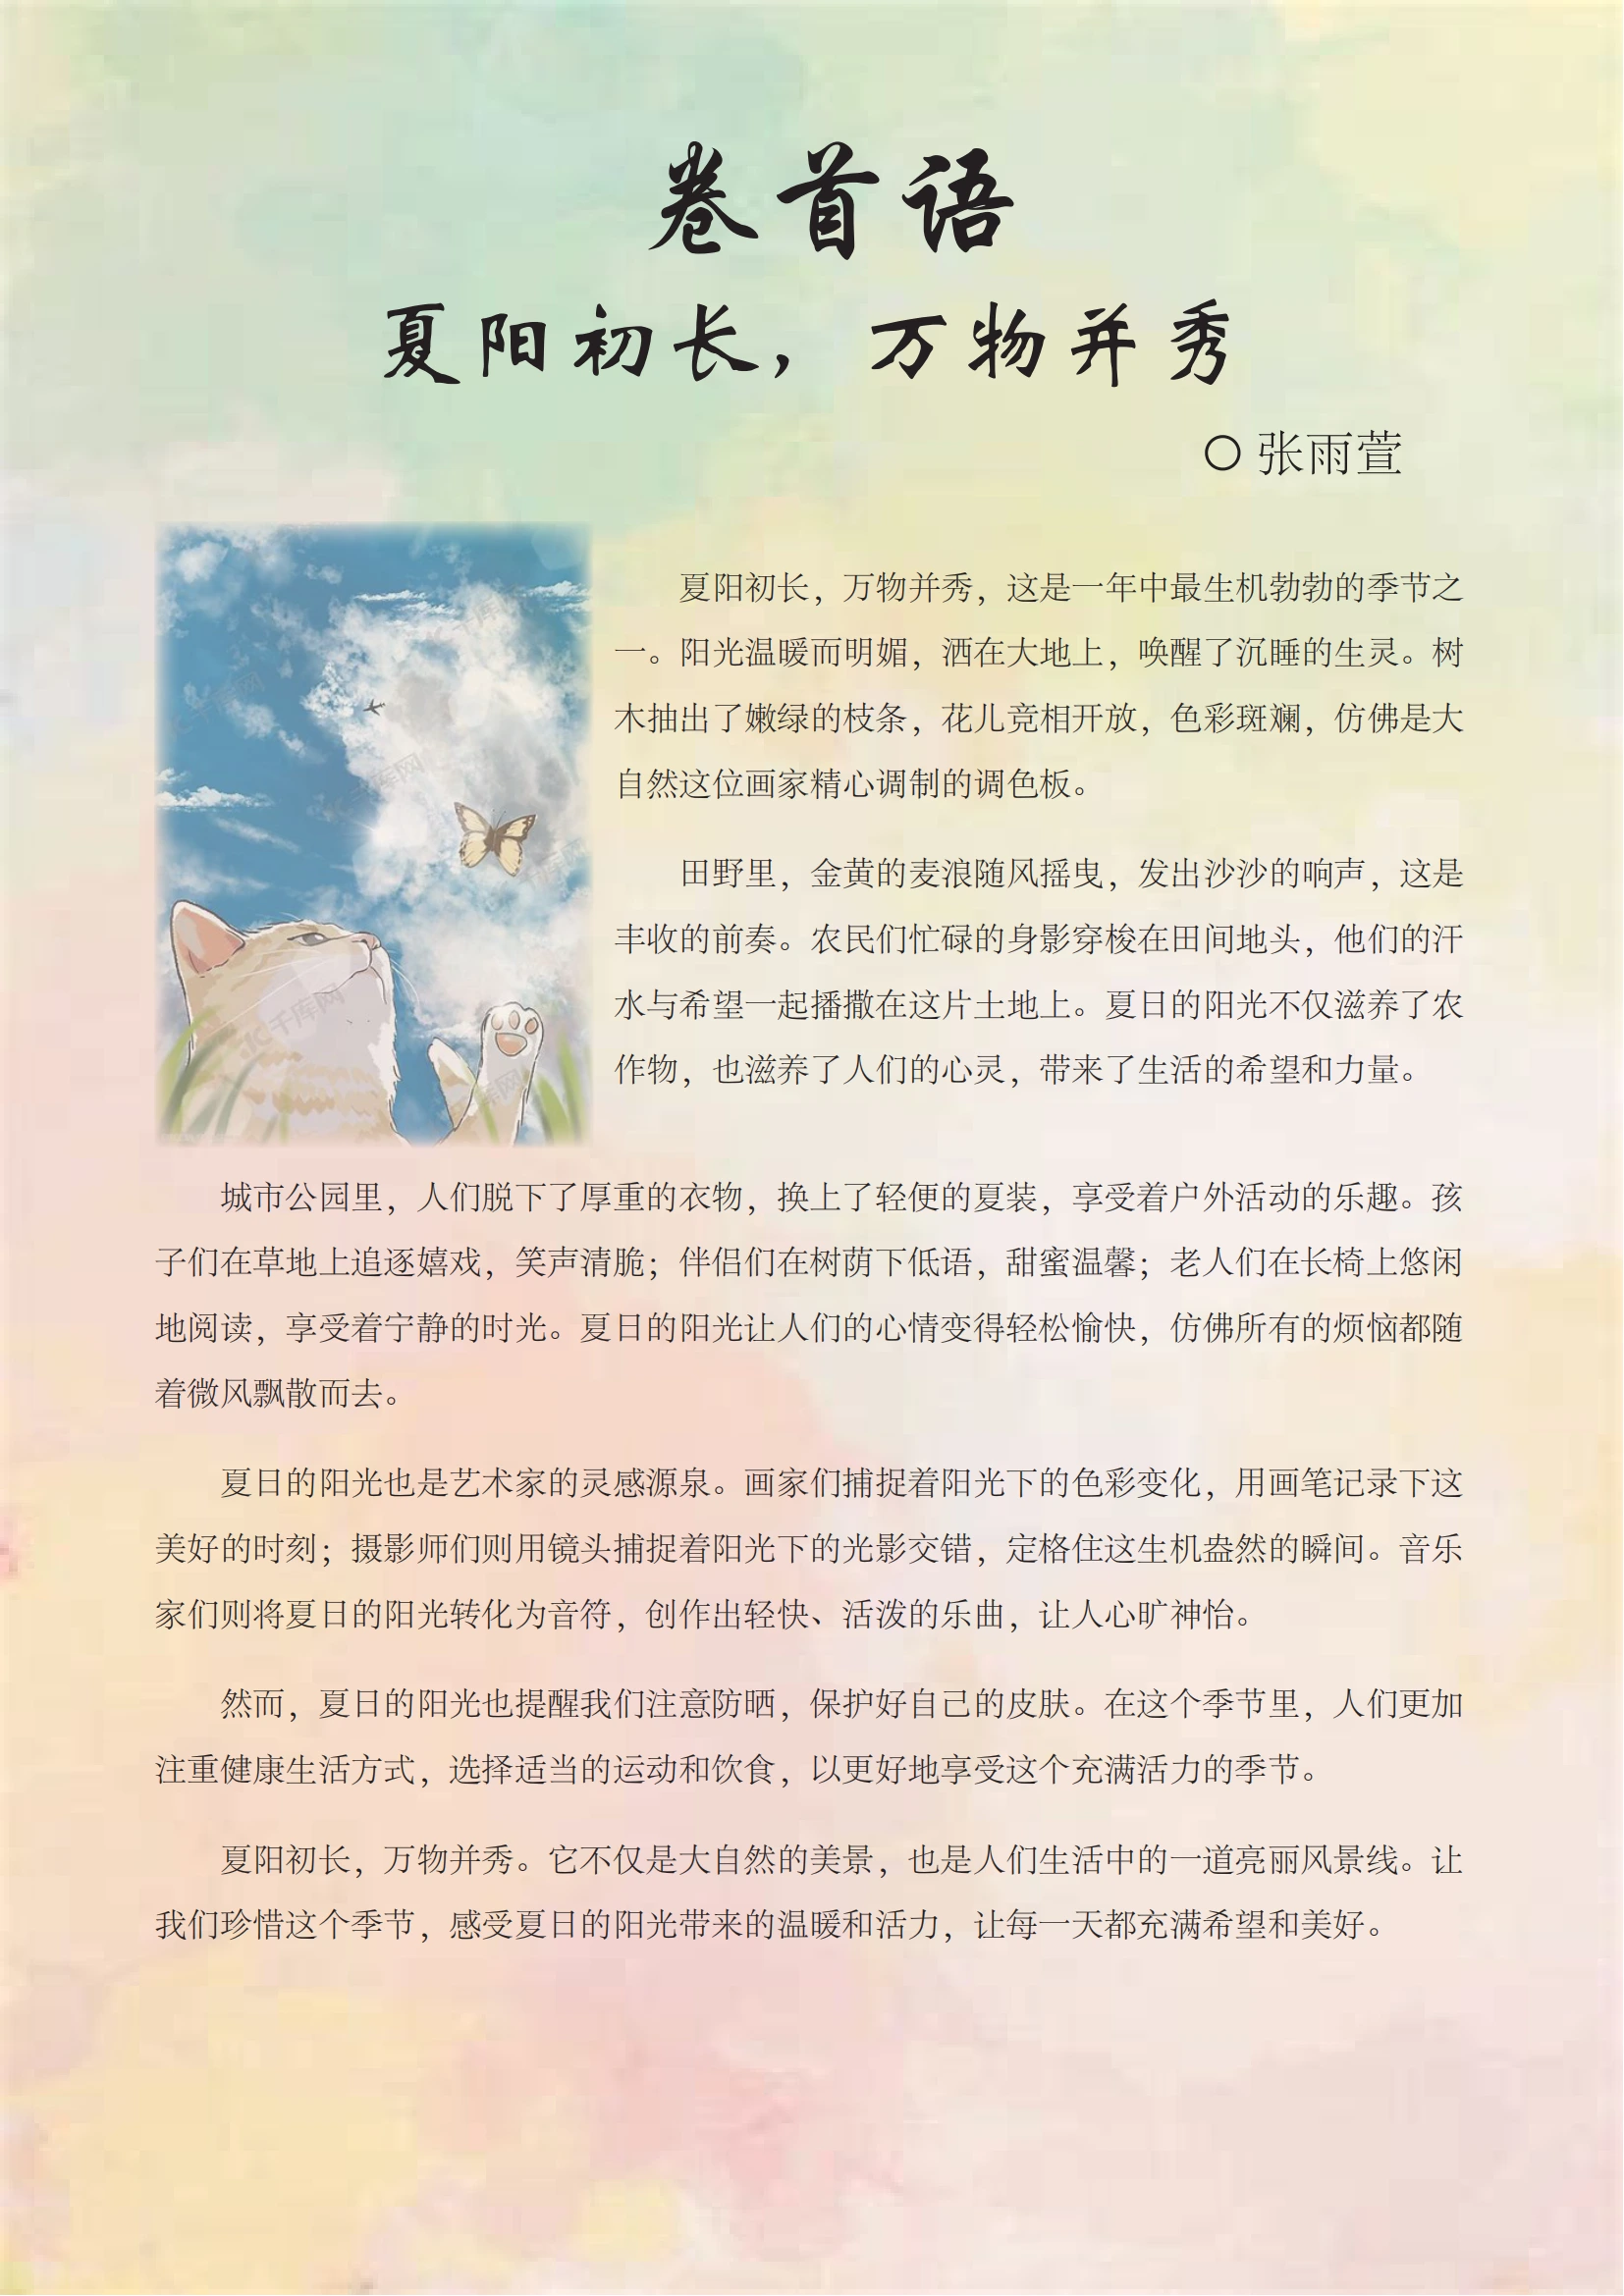 卷首语
夏阳初长，万物并秀
〇 张雨萱
夏阳初长，万物并秀，这是一年中最生机勃勃的季节之
一。阳光温暖而明媚，洒在大地上，唤醒了沉睡的生灵。树
木抽出了嫩绿的枝条，花儿竞相开放，色彩斑斓，仿佛是大
自然这位画家精心调制的调色板。
田野里，金黄的麦浪随风摇曳，发出沙沙的响声，这是
丰收的前奏。农民们忙碌的身影穿梭在田间地头，他们的汗
水与希望一起播撒在这片土地上。夏日的阳光不仅滋养了农
作物，也滋养了人们的心灵，带来了生活的希望和力量。
千库网
千库网
千库网
千库网
千库网
城市公园里，人们脱下了厚重的衣物，换上了轻便的夏装，享受着户外活动的乐趣。孩
子们在草地上追逐嬉戏，笑声清脆；伴侣们在树荫下低语，甜蜜温馨；老人们在长椅上悠闲
地阅读，享受着宁静的时光。夏日的阳光让人们的心情变得轻松愉快，仿佛所有的烦恼都随
着微风飘散而去。
夏日的阳光也是艺术家的灵感源泉。画家们捕捉着阳光下的色彩变化，用画笔记录下这
美好的时刻；摄影师们则用镜头捕捉着阳光下的光影交错，定格住这生机盎然的瞬间。音乐
家们则将夏日的阳光转化为音符，创作出轻快、活泼的乐曲，让人心旷神怡。
然而，夏日的阳光也提醒我们注意防晒，保护好自己的皮肤。在这个季节里，人们更加
注重健康生活方式，选择适当的运动和饮食，以更好地享受这个充满活力的季节。
夏阳初长，万物并秀。它不仅是大自然的美景，也是人们生活中的一道亮丽风景线。让
我们珍惜这个季节，感受夏日的阳光带来的温暖和活力，让每一天都充满希望和美好。